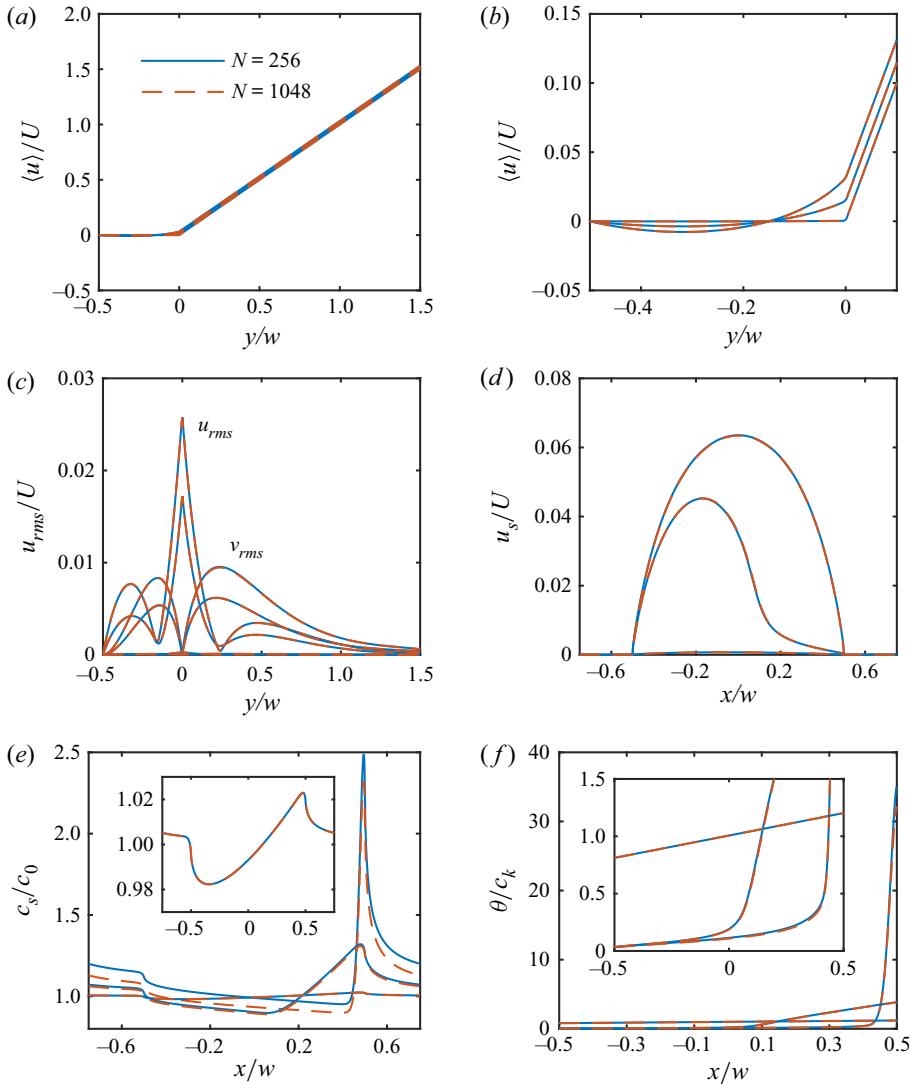 (a)
2.0
1.5
1.0
0.5
0
–0.5
⟨u⟩/U
N = 256
N = 1048
–0.5 0 0.5 1.0 1.5
y/w
(b)
0.15
0.10
0.05
0
–0.05
⟨u⟩/U
–0.4 –0.2 0
y/w
(c)
0.03
0.02
0.01
0
u_rms/U
u_rms
v_rms
–0.5 0 0.5 1.0 1.5
y/w
(d)
0.08
0.06
0.04
0.02
0
u_s/U
–0.6 –0.2 0.2 0.6
x/w
(e)
2.5
2.0
1.5
1.0
c_s/c_0
1.02
1.00
0.98
–0.5 0 0.5
–0.6 –0.2 0.2 0.6
x/w
(f)
40
30
20
10
0
θ/c_k
1.5
1.0
0.5
0
–0.5 0 0.5
–0.5 –0.3 –0.1 0.1 0.3 0.5
x/w